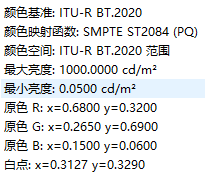 颜色基准: ITU-R BT.2020
颜色映射函数: SMPTE ST2084 (PQ)
颜色空间: ITU-R BT.2020 范围
最大亮度: 1000.0000 cd/m²
最小亮度: 0.0500 cd/m²
原色 R: x=0.6800 y=0.3200
原色 G: x=0.2650 y=0.6900
原色 B: x=0.1500 y=0.0600
白点: x=0.3127 y=0.3290